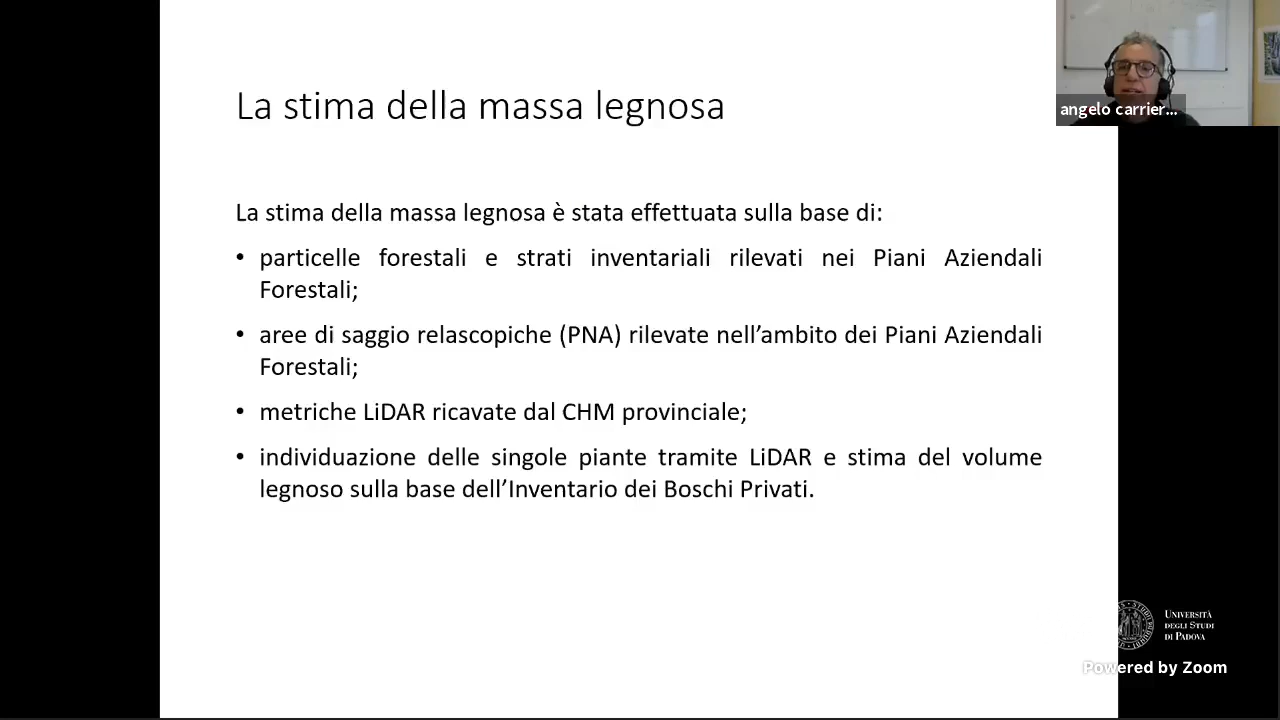 La stima della massa legnosa
angelo carrier...
La stima della massa legnosa è stata effettuata sulla base di:
• particelle forestali e strati inventariali rilevati nei Piani Aziendali
Forestali;
• aree di saggio relascopiche (PNA) rilevate nell’ambito dei Piani Aziendali
Forestali;
• metriche LiDAR ricavate dal CHM provinciale;
• individuazione delle singole piante tramite LiDAR e stima del volume
legnoso sulla base dell’Inventario dei Boschi Privati.
Università
degli Studi
di Padova
Powered by Zoom